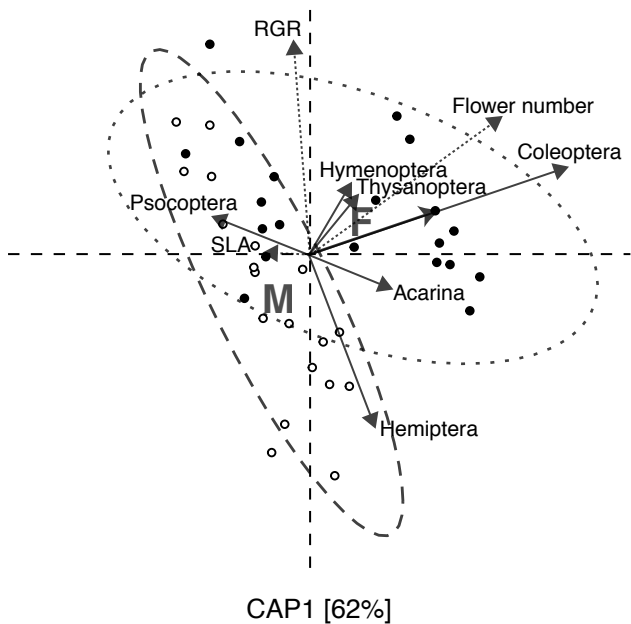 RGR
Flower number
Coleoptera
Hymenoptera
Thysanoptera
Psocoptera
F
SLA
Acarina
M
Hemiptera
CAP1 [62%]